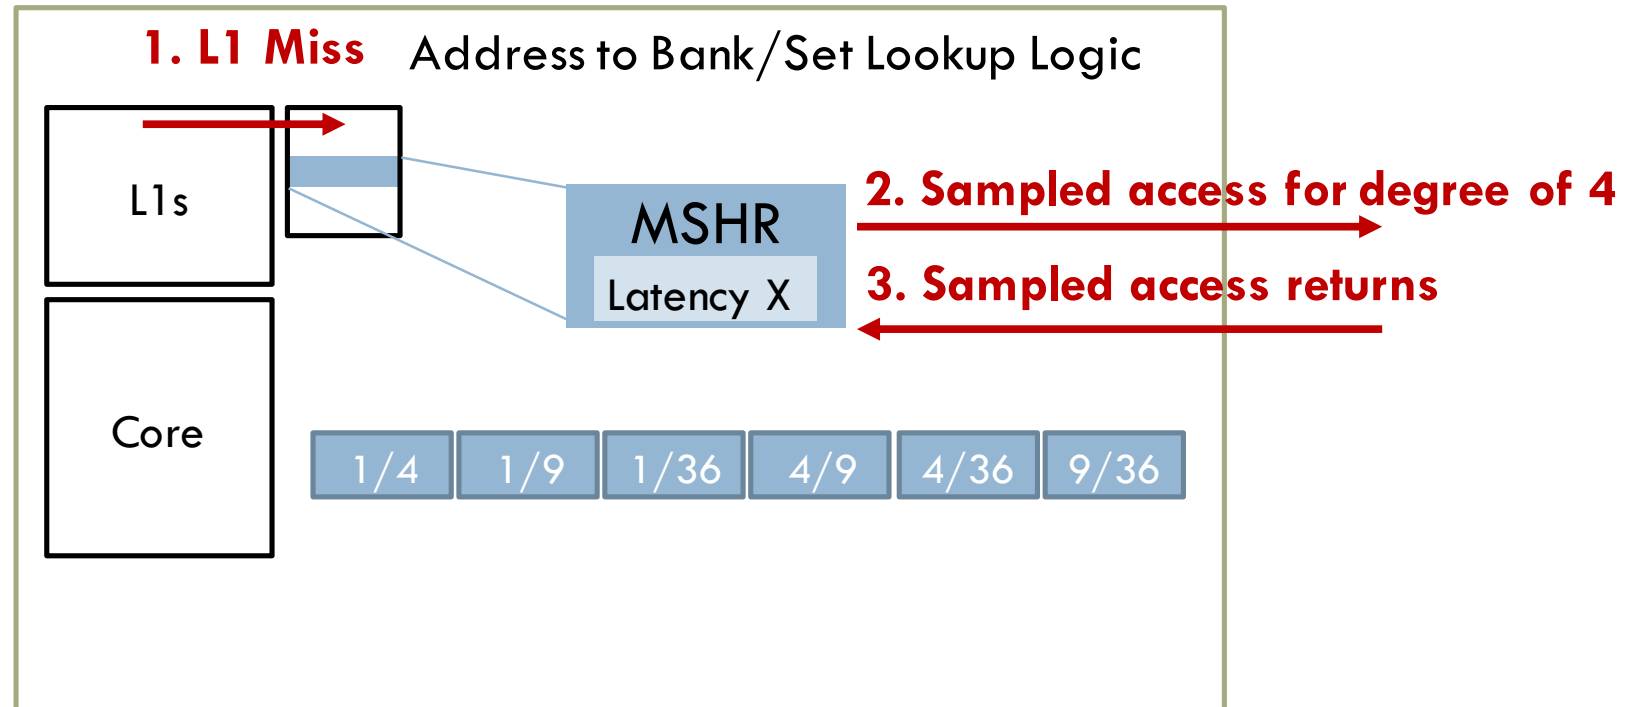 1. L1 Miss
Address to Bank/Set Lookup Logic
L1s
MSHR
Latency X
2. Sampled access for degree of 4
3. Sampled access returns
Core
1/4
1/9
1/36
4/9
4/36
9/36